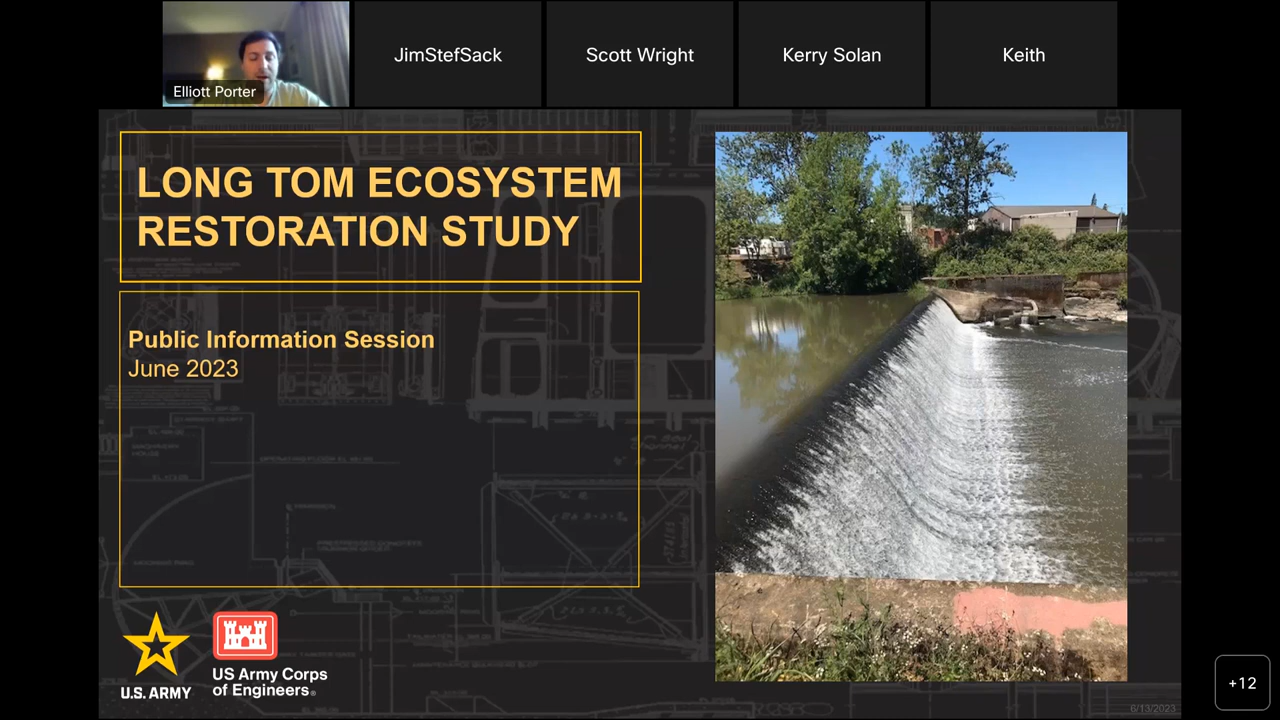 Elliott Porter
JimStefSack
Scott Wright
Kerry Solan
Keith
LONG TOM ECOSYSTEM
RESTORATION STUDY
Public Information Session
June 2023
U.S. ARMY
US Army Corps
of Engineers®
6/13/2023
+12